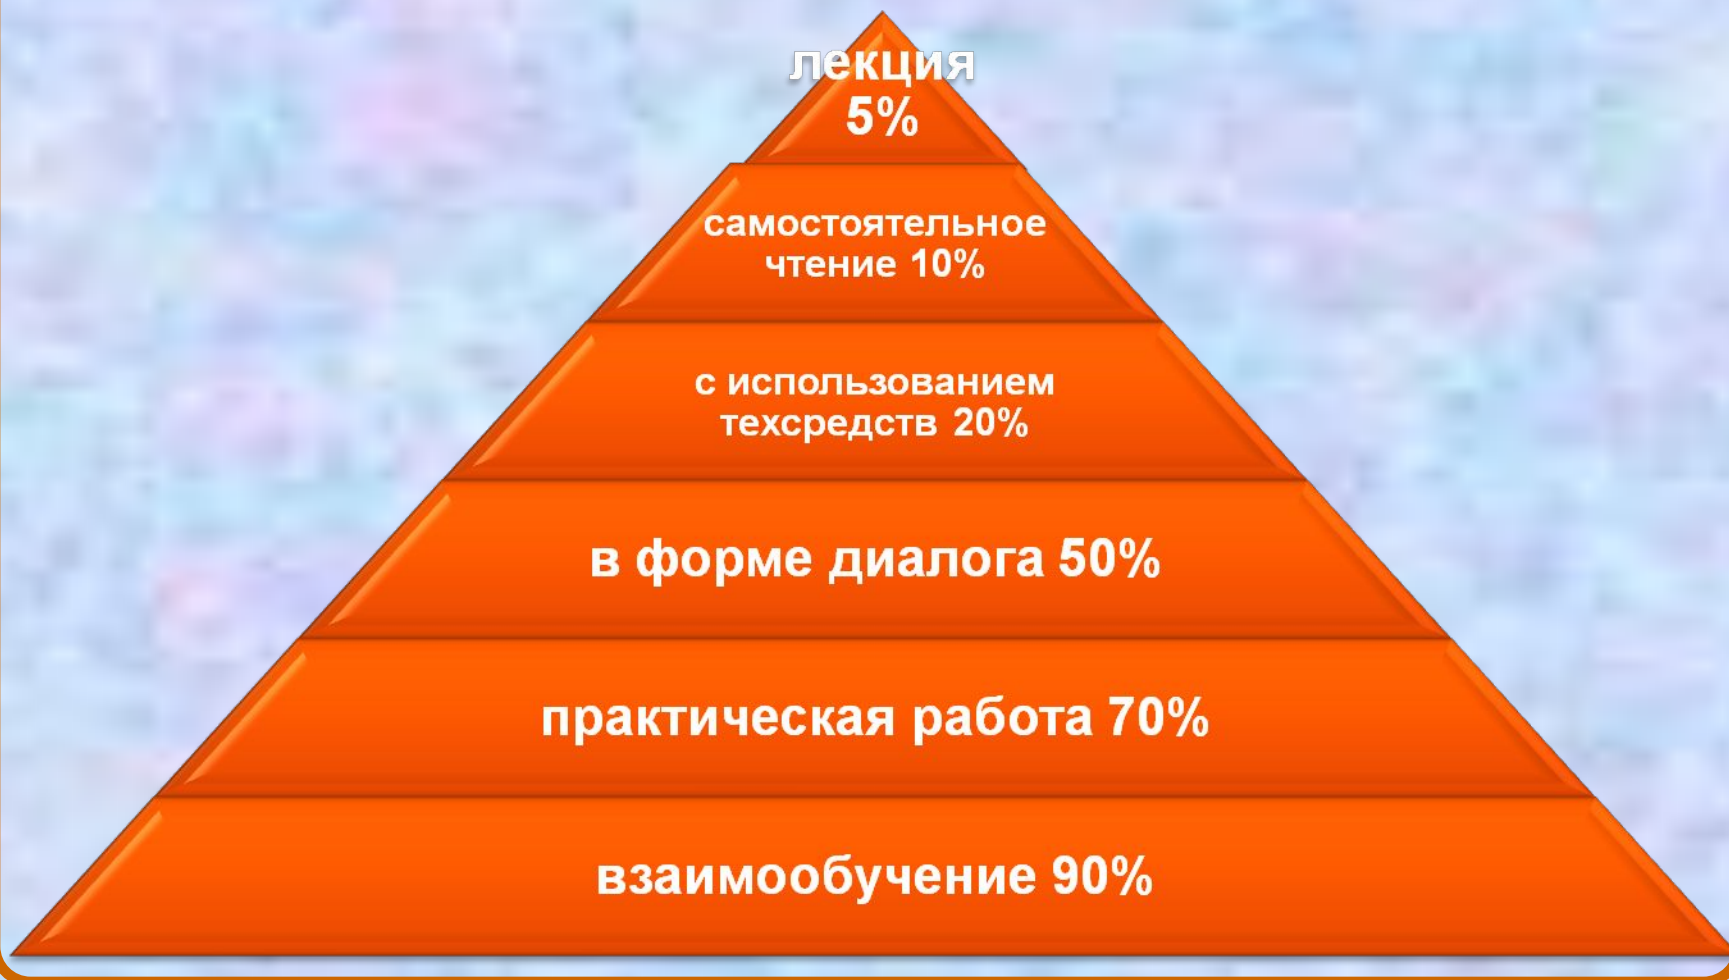 лекция
5%
самостоятельное
чтение 10%
с использованием
техсредств 20%
в форме диалога 50%
практическая работа 70%
взаимообучение 90%